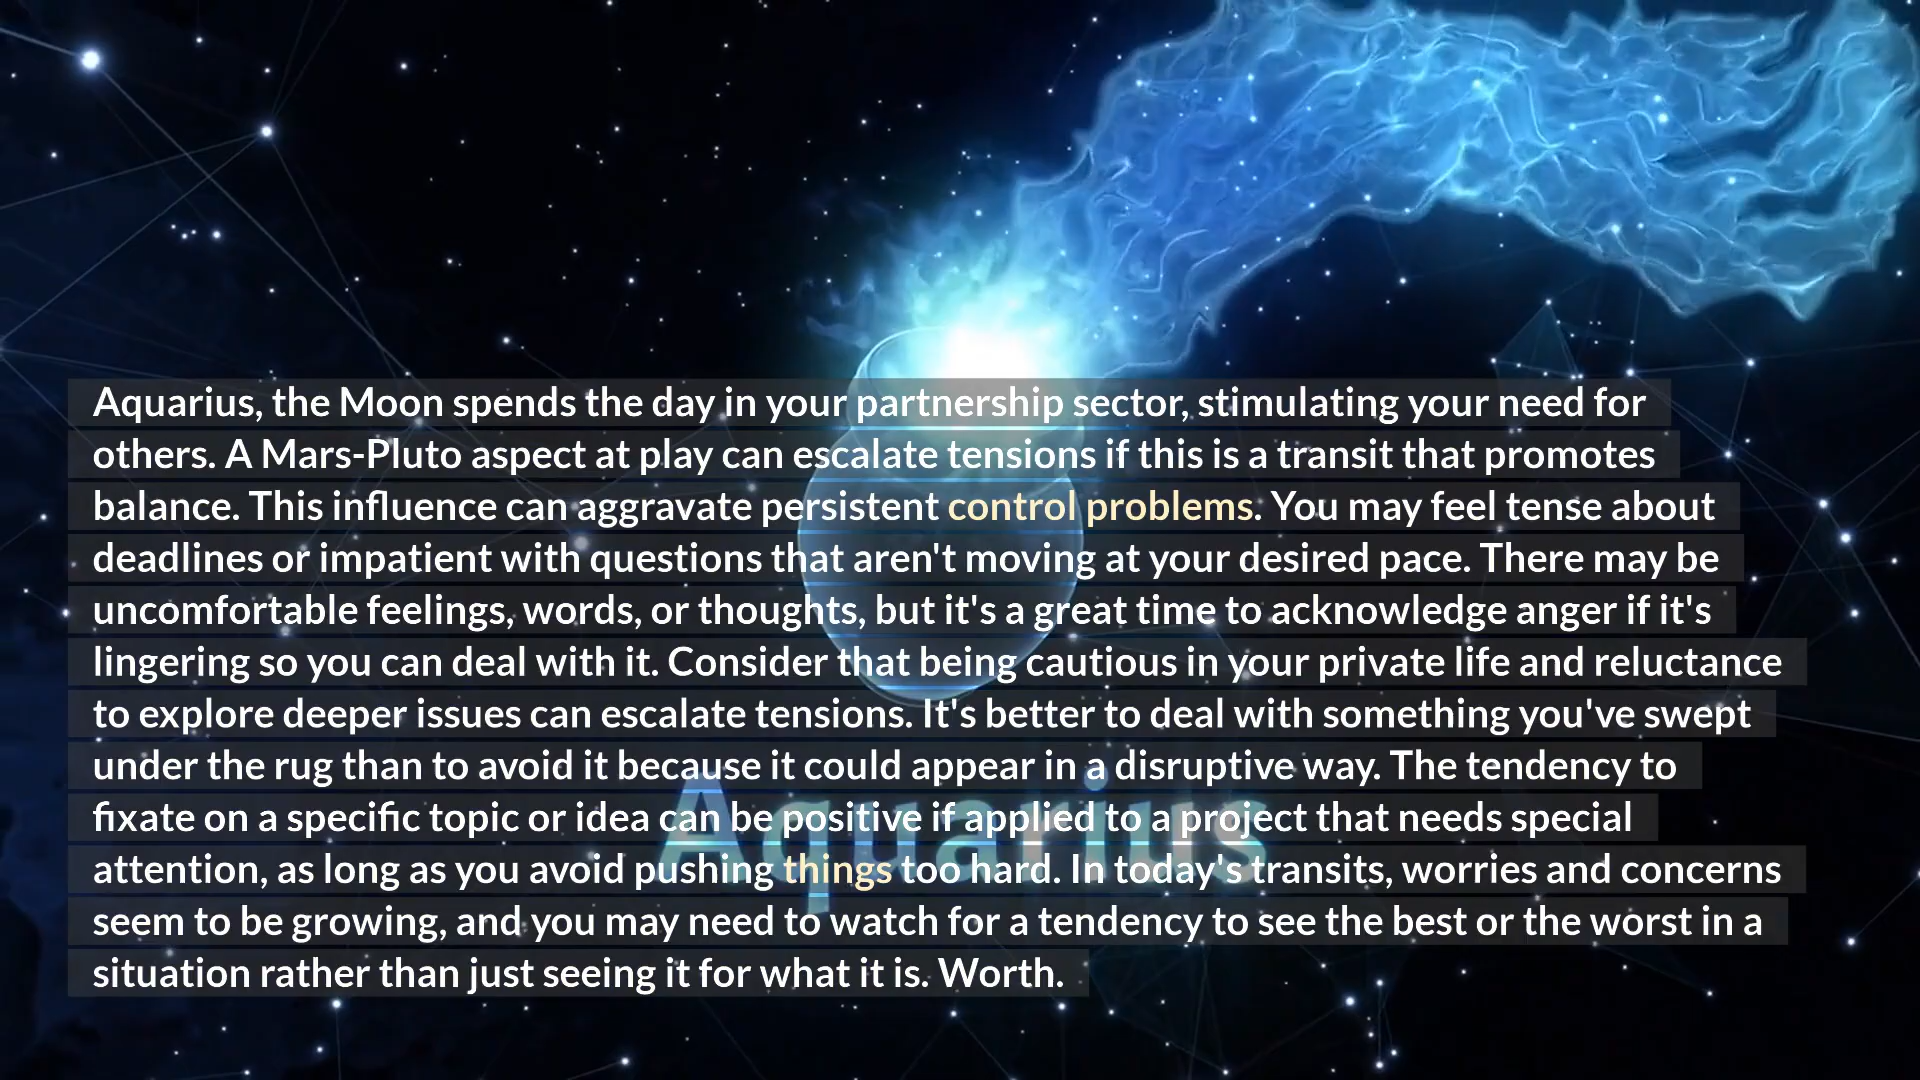 Aquarius, the Moon spends the day in your partnership sector, stimulating your need for
others. A Mars-Pluto aspect at play can escalate tensions if this is a transit that promotes
balance. This influence can aggravate persistent control problems. You may feel tense about
deadlines or impatient with questions that aren't moving at your desired pace. There may be
uncomfortable feelings, words, or thoughts, but it's a great time to acknowledge anger if it's
lingering so you can deal with it. Consider that being cautious in your private life and reluctance
to explore deeper issues can escalate tensions. It's better to deal with something you've swept
under the rug than to avoid it because it could appear in a disruptive way. The tendency to
fixate on a specific topic or idea can be positive if applied to a project that needs special
attention, as long as you avoid pushing things too hard. In today's transits, worries and concerns
seem to be growing, and you may need to watch for a tendency to see the best or the worst in a
situation rather than just seeing it for what it is. Worth.
Aquarius